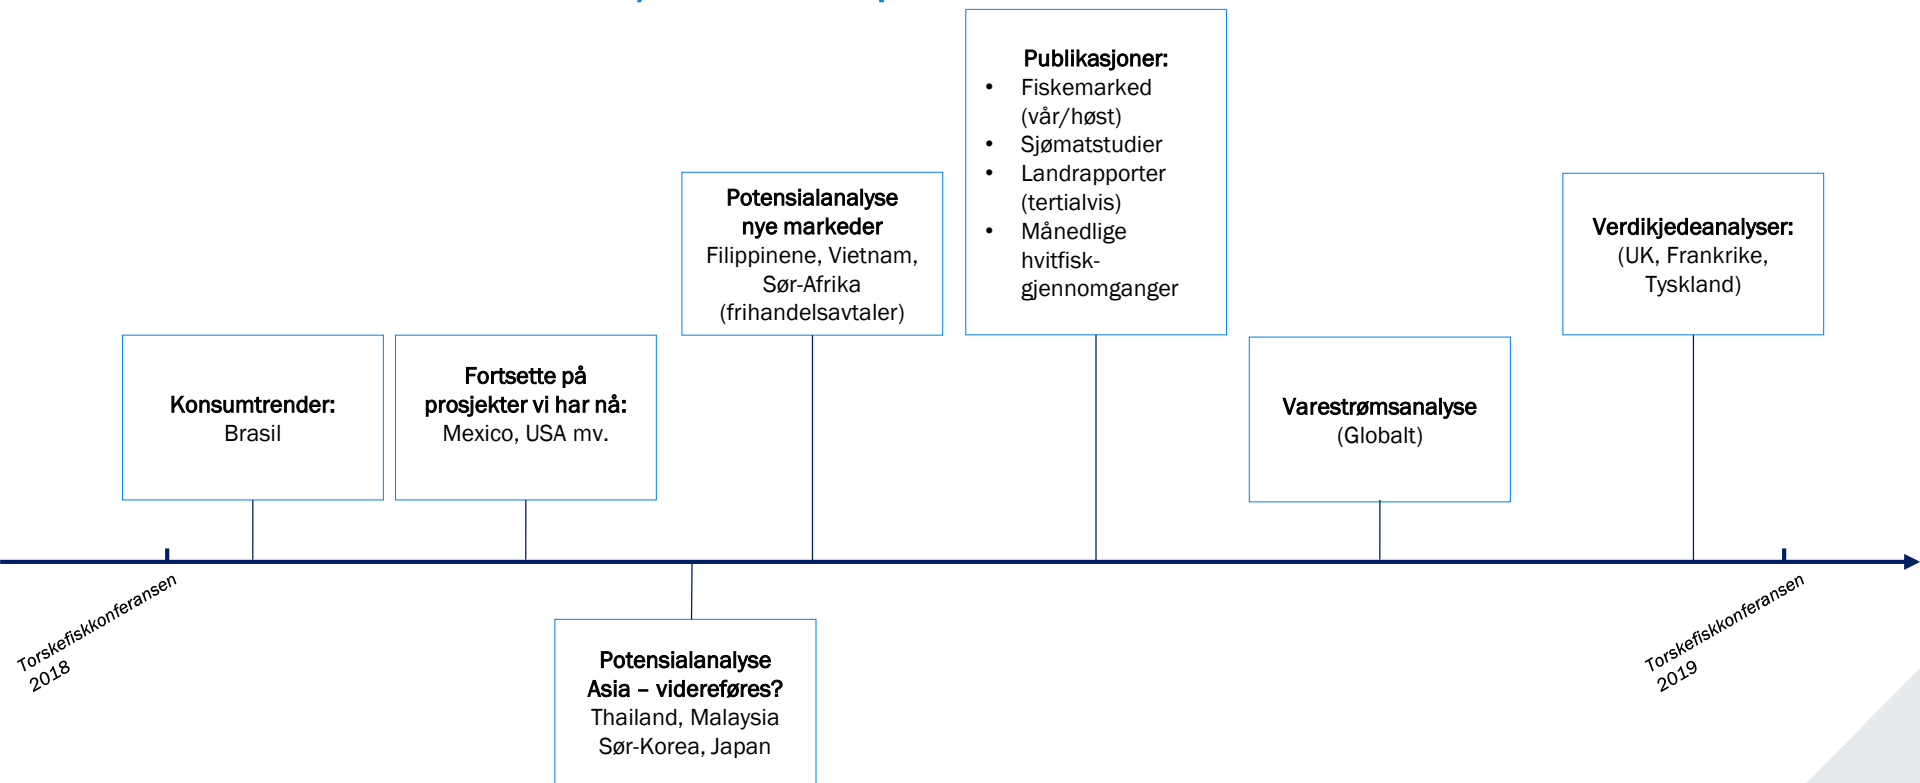 Konsumtrender:
Brasil
Fortsette på
prosjekter vi har nå:
Mexico, USA mv.
Potensialanalyse
nye markeder
Filippinene, Vietnam,
Sør-Afrika
(frihandelsavtaler)
Publikasjoner:
• Fiskemarked
(vår/høst)
• Sjømatstudier
• Landrapporter
(tertialvis)
• Månedlige
hvitfisk-
gjennomganger
Varestrømsanalyse
(Globalt)
Verdikjedeanalyser:
(UK, Frankrike,
Tyskland)
Torskefiskkonferansen
2018
Potensialanalyse
Asia – videreføres?
Thailand, Malaysia
Sør-Korea, Japan
Torskefiskkonferansen
2019